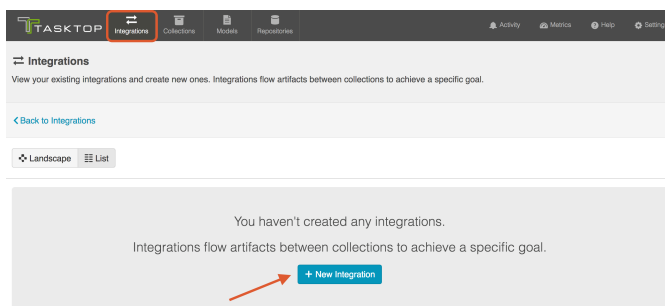 TASKTOP
Integrations
Collections
Models
Repositories
Activity
Metrics
Help
Setting
Integrations
View your existing integrations and create new ones. Integrations flow artifacts between collections to achieve a specific goal.
Back to Integrations
Landscape
List
You haven't created any integrations.
Integrations flow artifacts between collections to achieve a specific goal.
+ New Integration